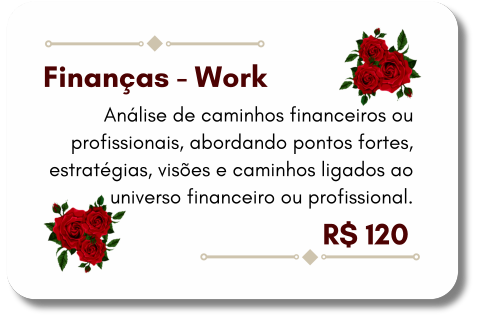 Finanças - Work
Análise de caminhos financeiros ou
profissionais, abordando pontos fortes,
estratégias, visões e caminhos ligados ao
universo financeiro ou profissional.
R$ 120